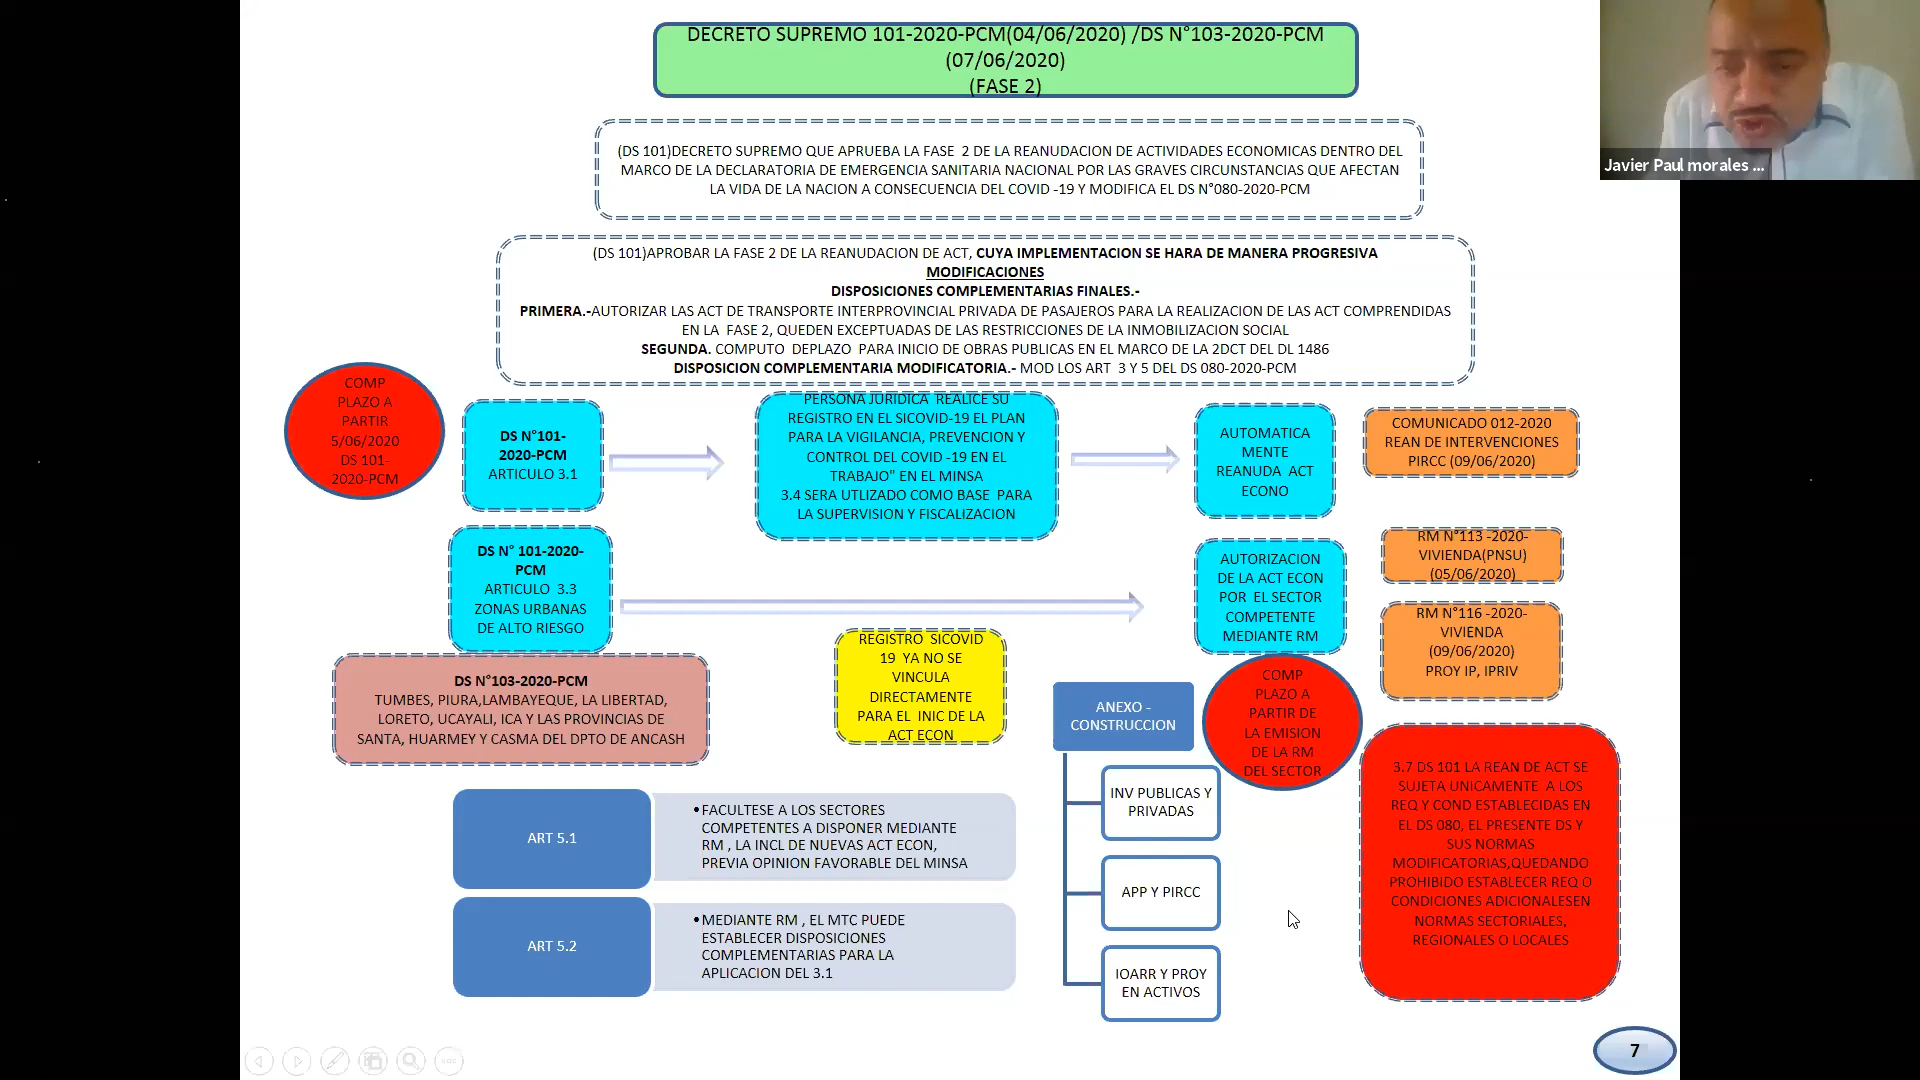 DECRETO SUPREMO 101-2020-PCM(04/06/2020) /DS N°103-2020-PCM
(07/06/2020)
(FASE 2)
Javier Paul morales ...
(DS 101)DECRETO SUPREMO QUE APRUEBA LA FASE 2 DE LA REANUDACION DE ACTIVIDADES ECONOMICAS DENTRO DEL
MARCO DE LA DECLARATORIA DE EMERGENCIA SANITARIA NACIONAL POR LAS GRAVES CIRCUNSTANCIAS QUE AFECTAN
LA VIDA DE LA NACION A CONSECUENCIA DEL COVID -19 Y MODIFICA EL DS N°080-2020-PCM
(DS 101)APROBAR LA FASE 2 DE LA REANUDACION DE ACT, CUYA IMPLEMENTACION SE HARA DE MANERA PROGRESIVA
MODIFICACIONES
DISPOSICIONES COMPLEMENTARIAS FINALES.-
PRIMERA.-AUTORIZAR LAS ACT DE TRANSPORTE INTERPROVINCIAL PRIVADA DE PASAJEROS PARA LA REALIZACION DE LAS ACT COMPRENDIDAS
EN LA FASE 2, QUEDEN EXCEPTUADAS DE LAS RESTRICCIONES DE LA INMOBILIZACION SOCIAL
SEGUNDA. COMPUTO DEPLAZO PARA INICIO DE OBRAS PUBLICAS EN EL MARCO DE LA 2DCT DEL DL 1486
DISPOSICION COMPLEMENTARIA MODIFICATORIA.- MOD LOS ART 3 Y 5 DEL DS 080-2020-PCM
COMP
PLAZO A
PARTIR
5/06/2020
DS 101-
2020-PCM
DS N°101-
2020-PCM
ARTICULO 3.1
PERSONA JURIDICA REALICE SU
REGISTRO EN EL SICOVID-19 EL PLAN
PARA LA VIGILANCIA, PREVENCION Y
CONTROL DEL COVID -19 EN EL
TRABAJO" EN EL MINSA
3.4 SERA UTLIZADO COMO BASE PARA
LA SUPERVISION Y FISCALIZACION
AUTOMATICA
MENTE
REANUDA ACT
ECONO
COMUNICADO 012-2020
REAN DE INTERVENCIONES
PIRCC (09/06/2020)
DS N° 101-2020-
PCM
ARTICULO 3.3
ZONAS URBANAS
DE ALTO RIESGO
AUTORIZACION
DE LA ACT ECON
POR EL SECTOR
COMPETENTE
MEDIANTE RM
RM N°113 -2020-
VIVIENDA(PNSU)
(05/06/2020)
RM N°116 -2020-
VIVIENDA
(09/06/2020)
PROY IP, IPRIV
DS N°103-2020-PCM
TUMBES, PIURA,LAMBAYEQUE, LA LIBERTAD,
LORETO, UCAYALI, ICA Y LAS PROVINCIAS DE
SANTA, HUARMEY Y CASMA DEL DPTO DE ANCASH
REGISTRO SICOVID
19 YA NO SE
VINCULA
DIRECTAMENTE
PARA EL INIC DE LA
ACT ECON
ANEXO -
CONSTRUCCION
COMP
PLAZO A
PARTIR DE
LA EMISION
DE LA RM
DEL SECTOR
INV PUBLICAS Y
PRIVADAS
APP Y PIRCC
IOARR Y PROY
EN ACTIVOS
3.7 DS 101 LA REAN DE ACT SE
SUJETA UNICAMENTE A LOS
REQ Y COND ESTABLECIDAS EN
EL DS 080, EL PRESENTE DS Y
SUS NORMAS
MODIFICATORIAS,QUEDANDO
PROHIBIDO ESTABLECER REQ O
CONDICIONES ADICIONALESEN
NORMAS SECTORIALES,
REGIONALES O LOCALES
ART 5.1
•FACULTESE A LOS SECTORES
COMPETENTES A DISPONER MEDIANTE
RM , LA INCL DE NUEVAS ACT ECON,
PREVIA OPINION FAVORABLE DEL MINSA
ART 5.2
•MEDIANTE RM , EL MTC PUEDE
ESTABLECER DISPOSICIONES
COMPLEMENTARIAS PARA LA
APLICACION DEL 3.1
7